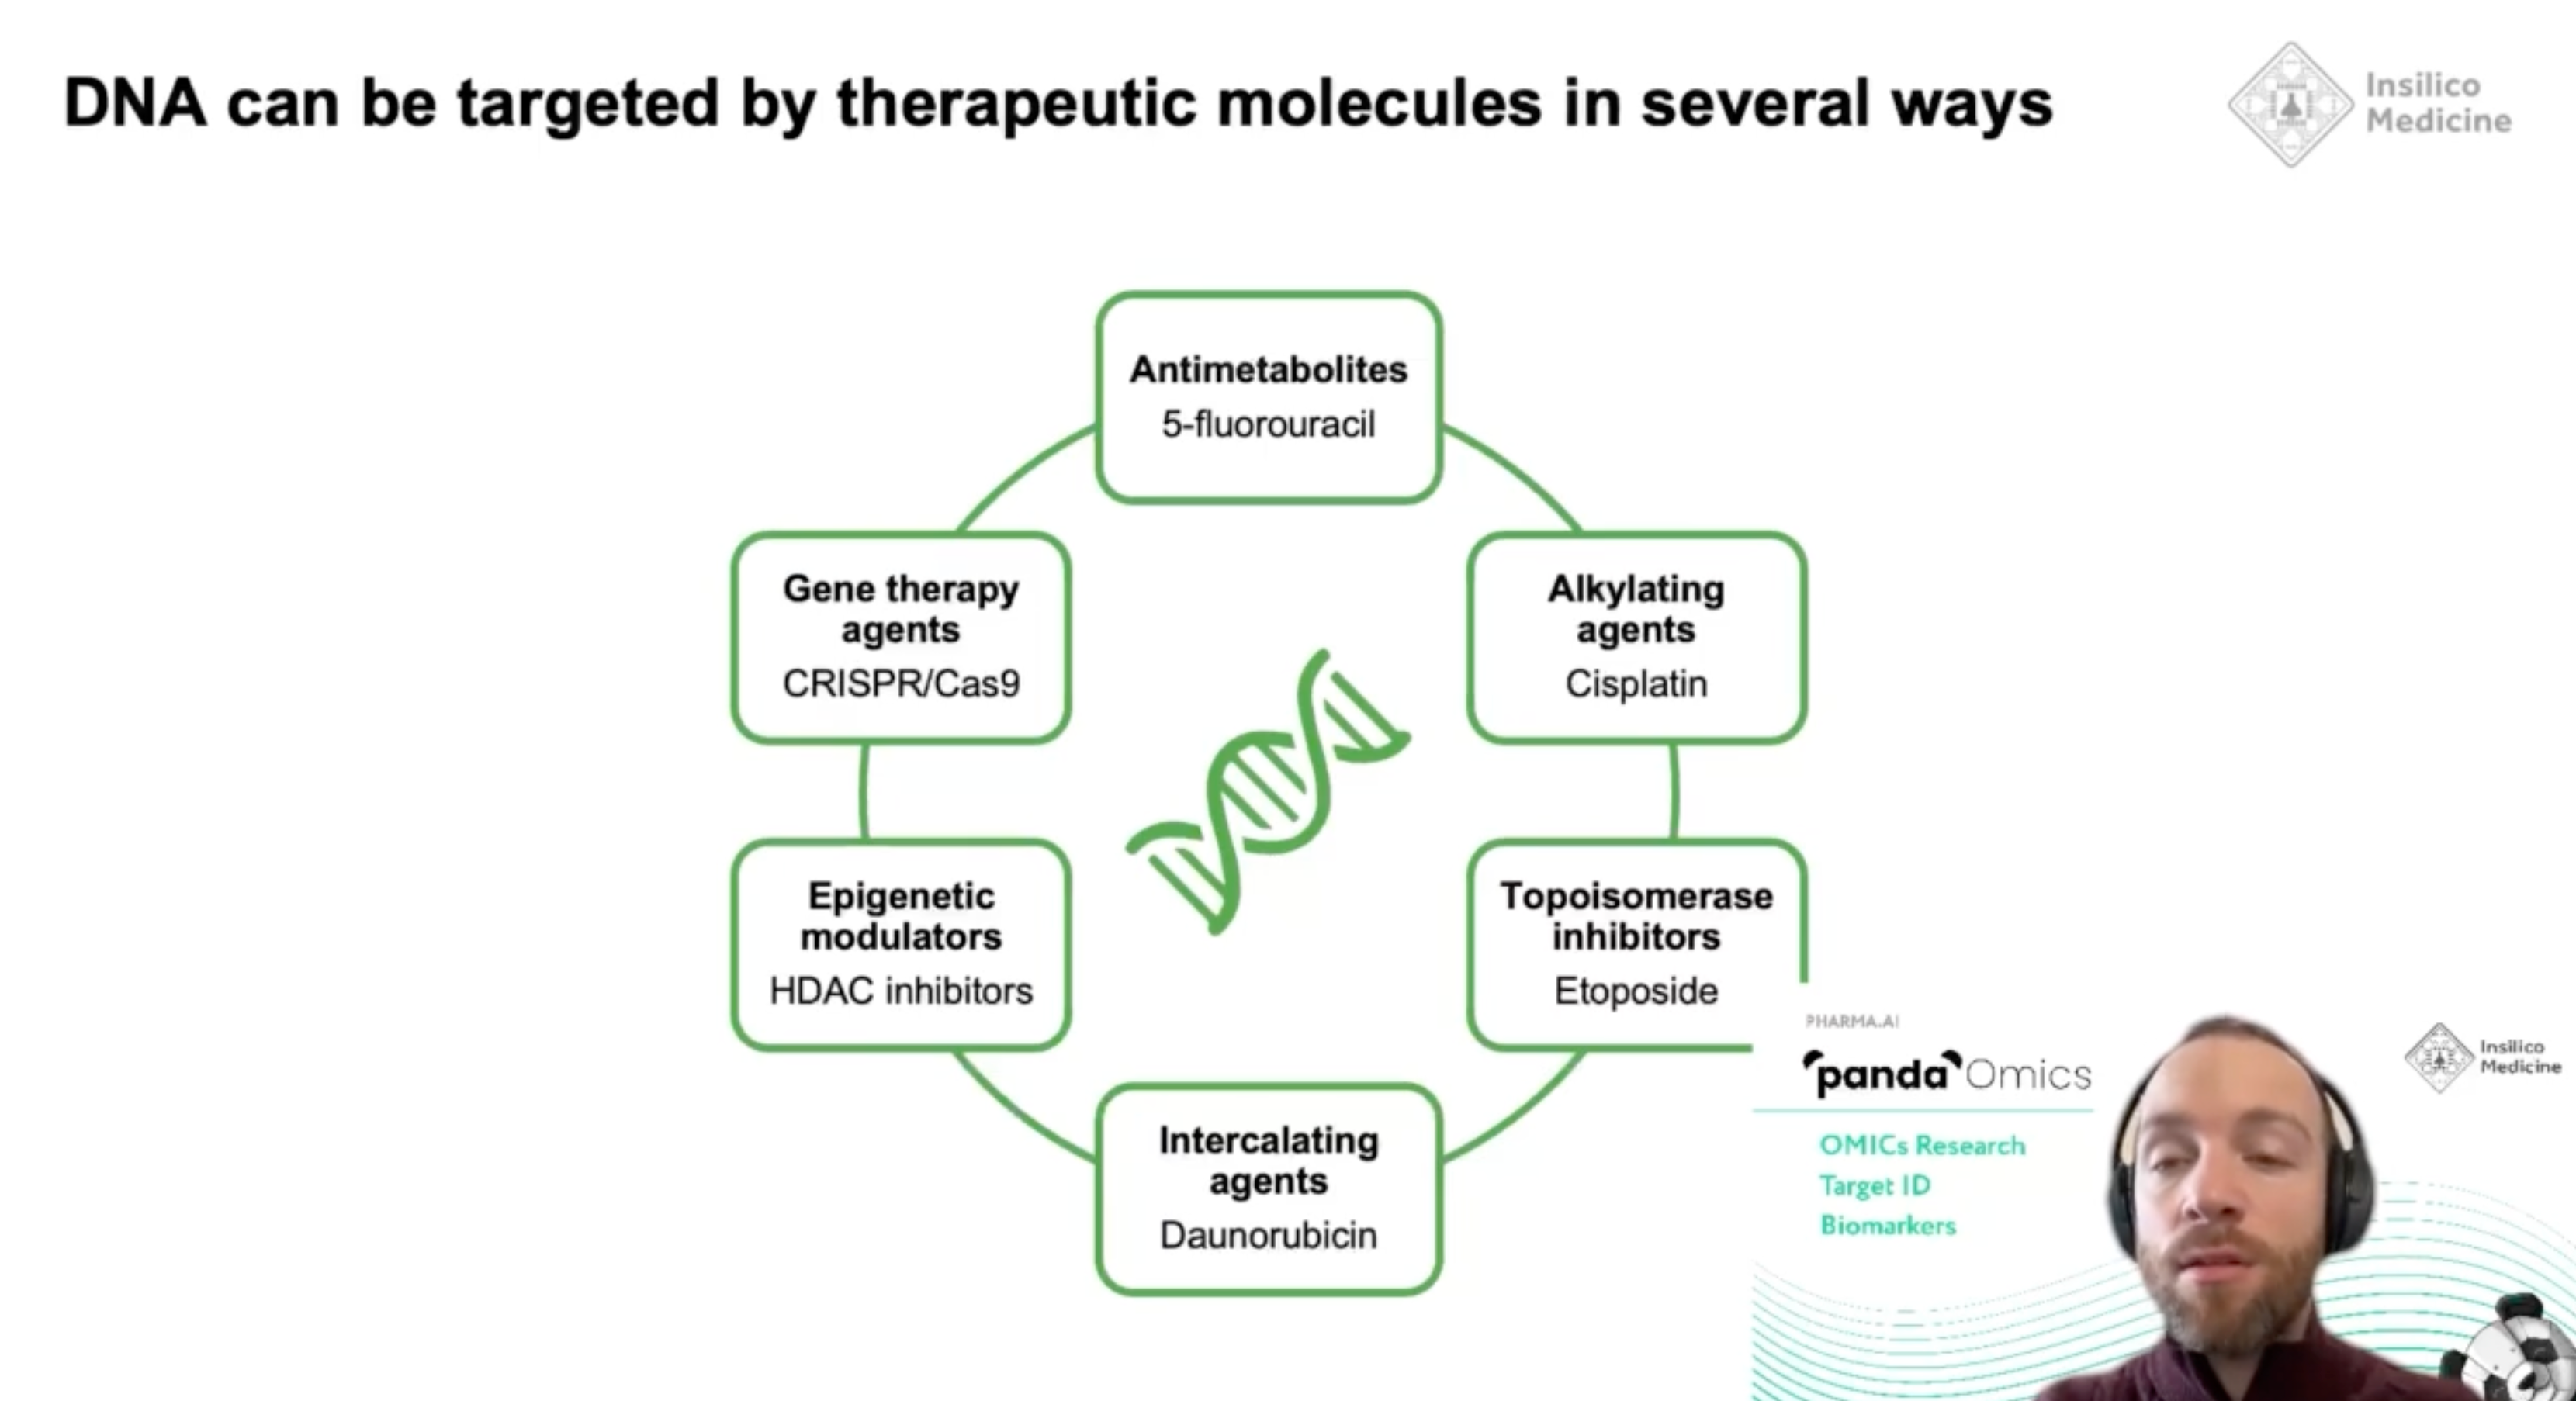 DNA can be targeted by therapeutic molecules in several ways
Insilico
Medicine
Antimetabolites
5-fluorouracil
Gene therapy
agents
CRISPR/Cas9
Alkylating
agents
Cisplatin
Epigenetic
modulators
HDAC inhibitors
Topoisomerase
inhibitors
Etoposide
Intercalating
agents
Daunorubicin
PHARMA.AI
pandaOmics
OMICs Research
Target ID
Biomarkers
Insilico
Medicine